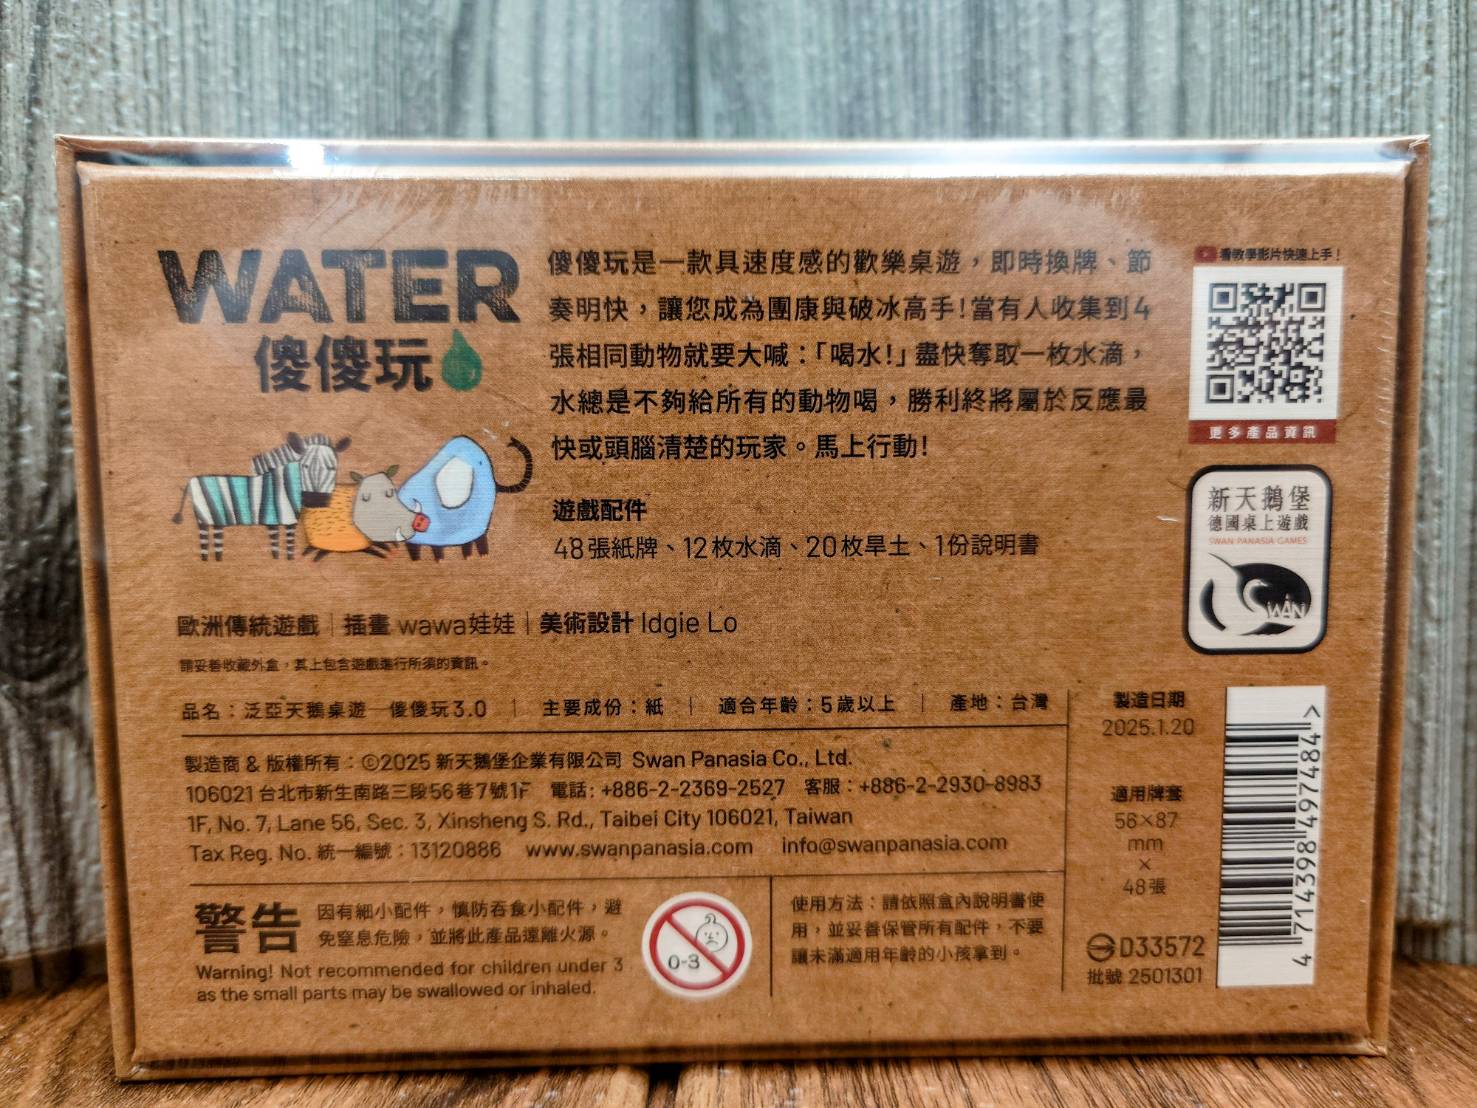 WATER
傻傻玩
傻傻玩是一款具速度感的歡樂桌遊，即時換牌、節
奏明快，讓您成為團康與破冰高手！當有人收集到4
張相同動物就要大喊：「喝水！」盡快奪取一枚水滴，
水總是不夠給所有的動物喝，勝利終將屬於反應最
快或頭腦清楚的玩家。馬上行動！
遊戲配件
48張紙牌、12枚水滴、20枚旱土、1份說明書
看教學影片快速上手！
更多產品資訊
新天鵝堡
德國桌上遊戲
SWAN PANASIA GAMES
SWAN
歐洲傳統遊戲｜插畫 wawa娃娃｜美術設計 Idgie Lo
請妥善收藏外盒，其上包含遊戲進行所須的資訊。
品名：泛亞天鵝桌遊—傻傻玩3.0 ｜ 主要成份：紙 ｜ 適合年齡：5歲以上 ｜ 產地：台灣
製造商 & 版權所有：©2025 新天鵝堡企業有限公司 Swan Panasia Co., Ltd.
106021 台北市新生南路三段56巷7號1F 電話: +886-2-2369-2527 客服：+886-2-2930-8983
1F, No. 7, Lane 56, Sec. 3, Xinsheng S. Rd., Taibei City 106021, Taiwan
Tax Reg. No. 統一編號：13120886 www.swanpanasia.com info@swanpanasia.com
警告
因有細小配件，慎防吞食小配件，避
免窒息危險，並將此產品遠離火源。
Warning! Not recommended for children under 3
as the small parts may be swallowed or inhaled.
0-3
使用方法：請依照盒內說明書使
用，並妥善保管所有配件，不要
讓未滿適用年齡的小孩拿到。
製造日期
2025.1.20
適用牌套
56×87
mm
×
48張
D33572
批號 2501301
4 714398 497484 >